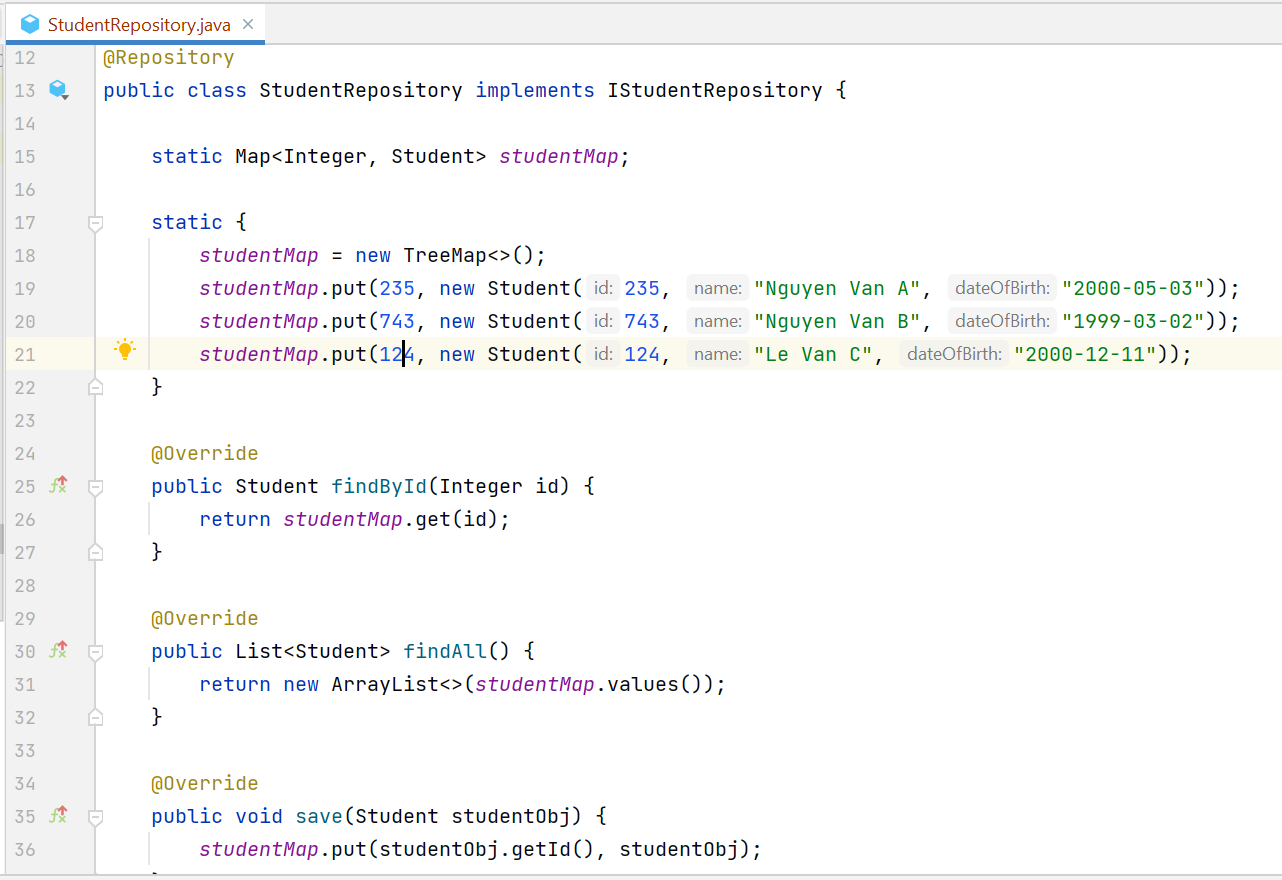 StudentRepository.java
12 @Repository
13 public class StudentRepository implements IStudentRepository {
14
15 static Map<Integer, Student> studentMap;
16
17 static {
18 studentMap = new TreeMap<>();
19 studentMap.put(235, new Student( id: 235, name: "Nguyen Van A", dateOfBirth: "2000-05-03"));
20 studentMap.put(743, new Student( id: 743, name: "Nguyen Van B", dateOfBirth: "1999-03-02"));
21 studentMap.put(124, new Student( id: 124, name: "Le Van C", dateOfBirth: "2000-12-11"));
22 }
23
24 @Override
25 public Student findById(Integer id) {
26 return studentMap.get(id);
27 }
28
29 @Override
30 public List<Student> findAll() {
31 return new ArrayList<>(studentMap.values());
32 }
33
34 @Override
35 public void save(Student studentObj) {
36 studentMap.put(studentObj.getId(), studentObj);